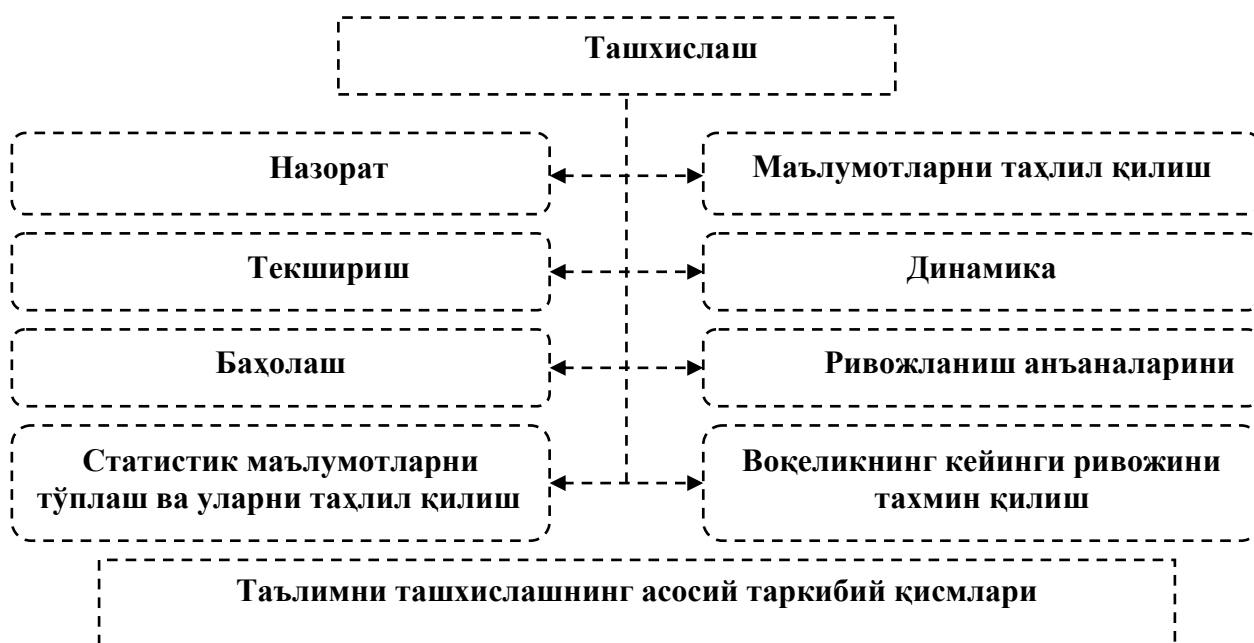 Ташхислаш
Назорат
Маълумотларни таҳлил қилиш
Текшириш
Динамика
Баҳолаш
Ривожланиш анъаналарини
Статистик маълумотларни
тўплаш ва уларни таҳлил қилиш
Воқеликнинг кейинги ривожини
тахмин қилиш
Таълимни ташхислашнинг асосий таркибий қисмлари